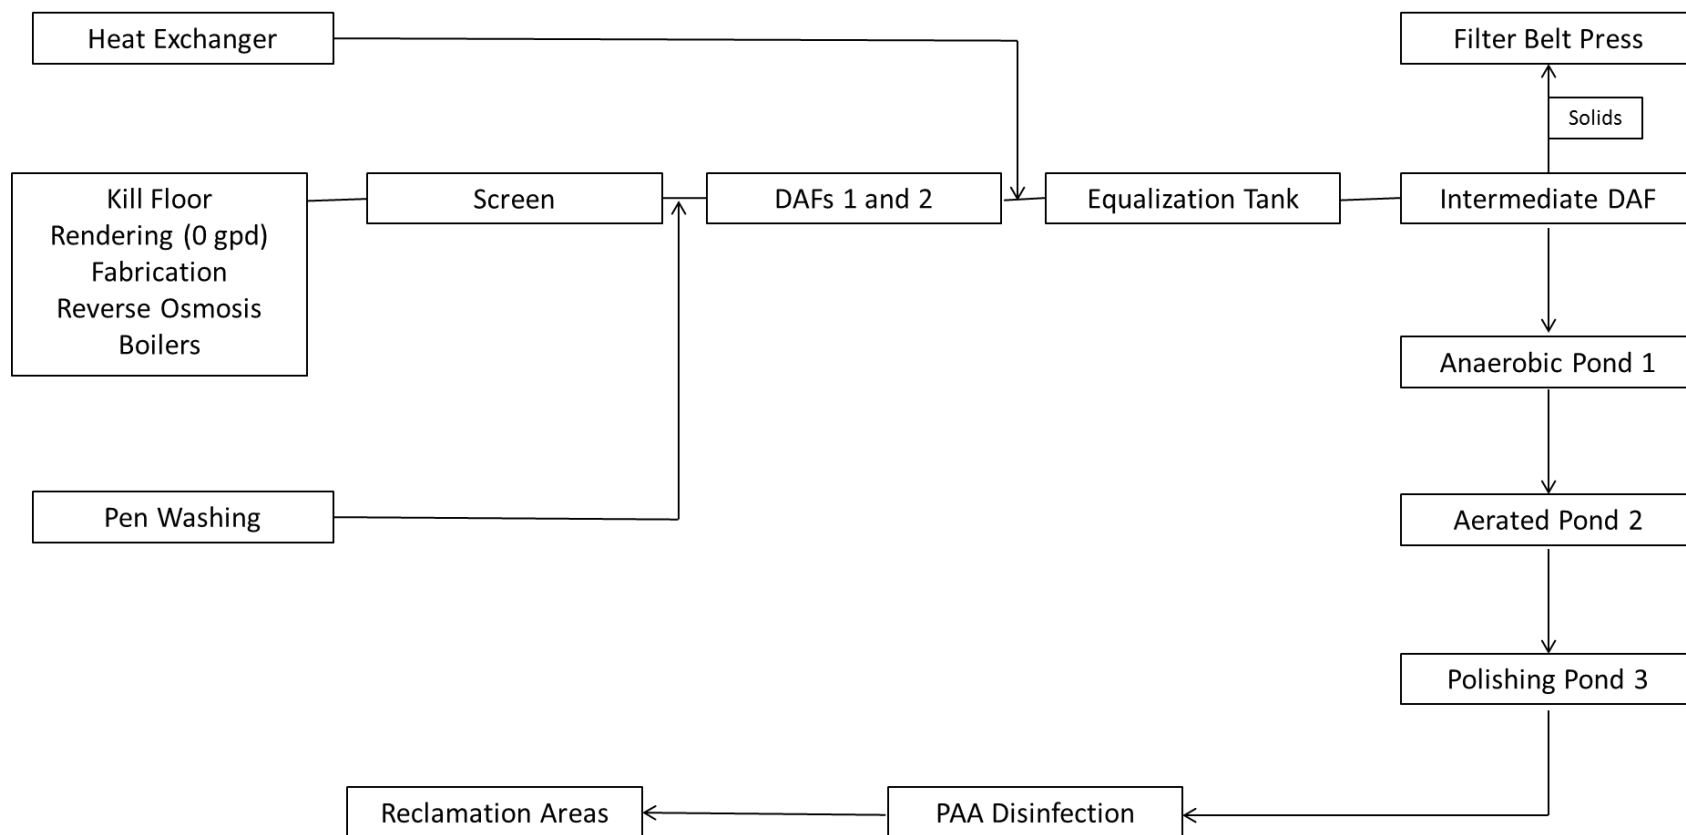 Heat Exchanger
Filter Belt Press
Solids
Kill Floor
Rendering (0 gpd)
Fabrication
Reverse Osmosis
Boilers
Screen
DAFs 1 and 2
Equalization Tank
Intermediate DAF
Anaerobic Pond 1
Pen Washing
Aerated Pond 2
Polishing Pond 3
Reclamation Areas
PAA Disinfection